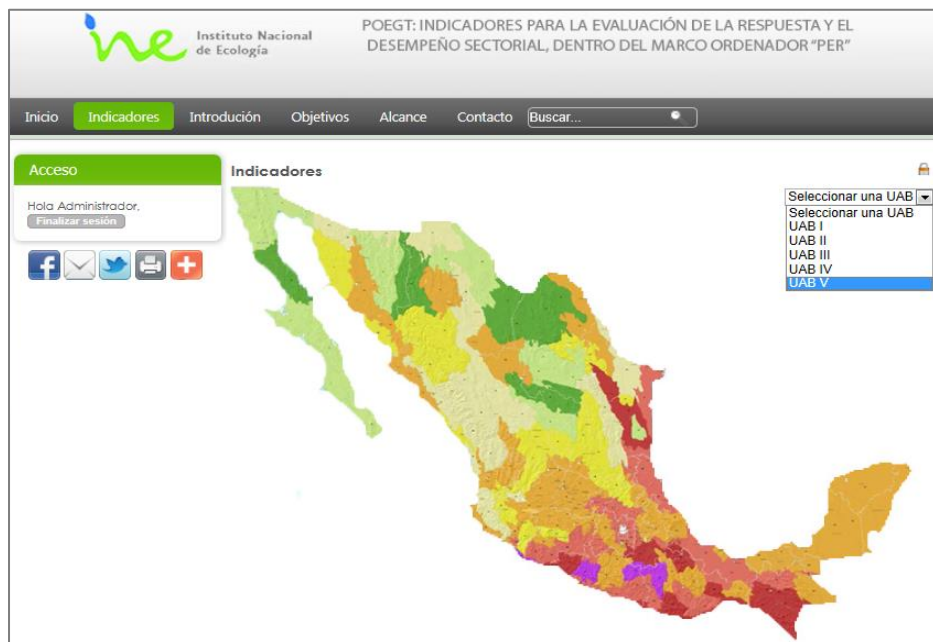 ine
Instituto Nacional
de Ecología
POEGT: INDICADORES PARA LA EVALUACIÓN DE LA RESPUESTA Y EL
DESEMPEÑO SECTORIAL, DENTRO DEL MARCO ORDENADOR "PER"
Inicio Indicadores Introdución Objetivos Alcance Contacto Buscar...
Acceso
Hola Administrador,
Finalizar sesión
Indicadores
Seleccionar una UAB
Seleccionar una UAB
UAB I
UAB II
UAB III
UAB IV
UAB V